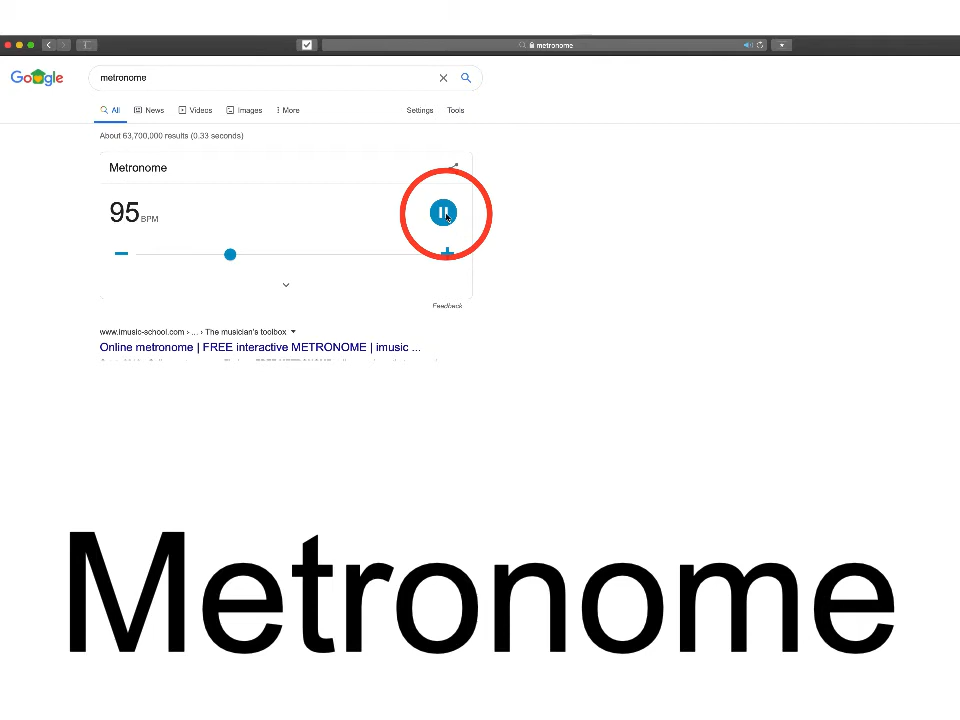 metronome
Google
metronome
All News Videos Images More Settings Tools
About 63,700,000 results (0.33 seconds)
Metronome
95 BPM
Feedback
www.imusic-school.com › ... › The musician's toolbox
Online metronome | FREE interactive METRONOME | imusic ...
Metronome